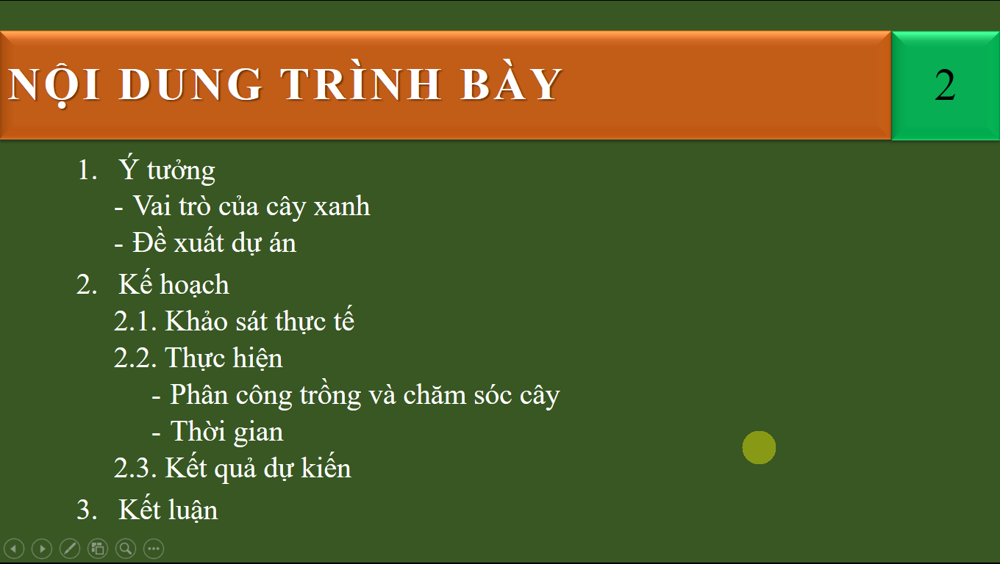 NỘI DUNG TRÌNH BÀY
2
1. Ý tưởng
- Vai trò của cây xanh
- Đề xuất dự án
2. Kế hoạch
2.1. Khảo sát thực tế
2.2. Thực hiện
- Phân công trồng và chăm sóc cây
- Thời gian
2.3. Kết quả dự kiến
3. Kết luận